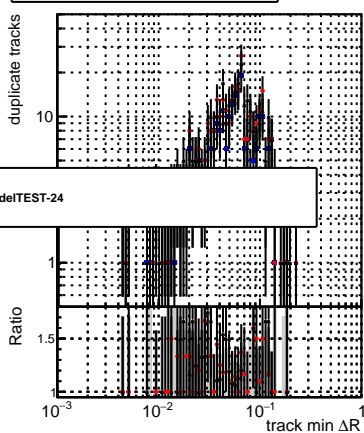 duplicate tracks
10
delTEST-24
1
Ratio
1.5
1
10−3
10−2
10−1
1
track min ΔR